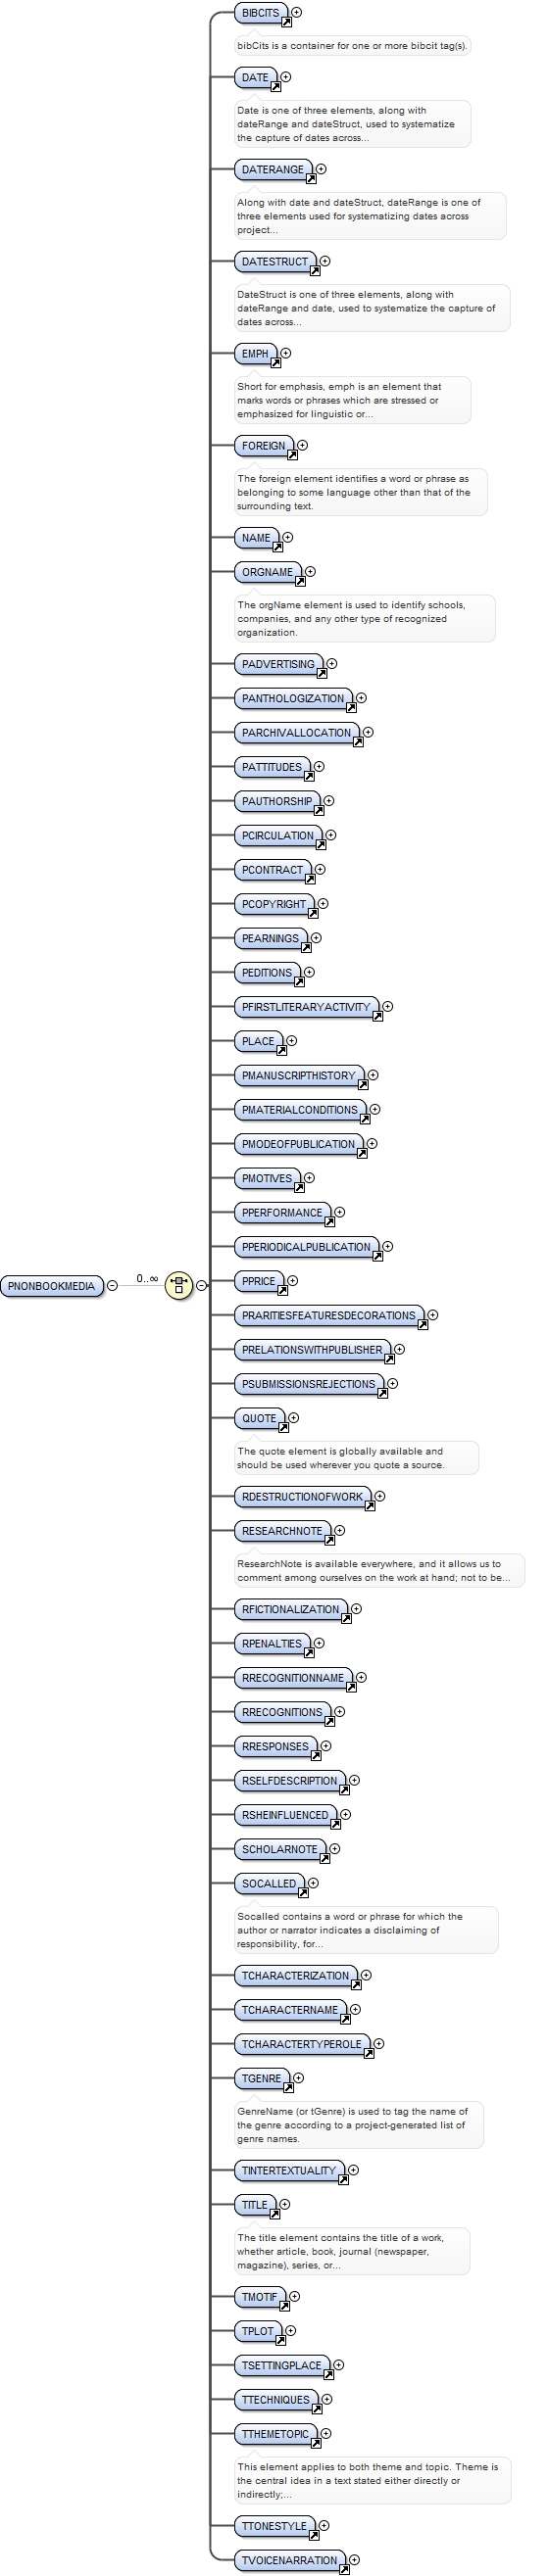 BIBCITS
bibCits is a container for one or more bibcit tag(s).
DATE
Date is one of three elements, along with
dateRange and dateStruct, used to systematize
the capture of dates across...
DATERANGE
Along with date and dateStruct, dateRange is one of
three elements used for systematizing dates across
project...
DATESTRUCT
DateStruct is one of three elements, along with
dateRange and date, used to systematize the capture of
dates across...
EMPH
Short for emphasis, emph is an element that
marks words or phrases which are stressed or
emphasized for linguistic or...
FOREIGN
The foreign element identifies a word or phrase as
belonging to some language other than that of the
surrounding text.
NAME
ORGNAME
The orgName element is used to identify schools,
companies, and any other type of recognized
organization.
PADVERTISING
PANTHOLOGIZATION
PARCHIVALLOCATION
PATTITUDES
PAUTHORSHIP
PCIRCULATION
PCONTRACT
PCOPYRIGHT
PEARNINGS
PEDITIONS
PFIRSTLITERARYACTIVITY
PLACE
PMANUSCRIPTHISTORY
PMATERIALCONDITIONS
PMODEOFPUBLICATION
PMOTIVES
PPERFORMANCE
PPERIODICALPUBLICATION
PNONBOOKMEDIA 0..∞
PPRICE
PRARITIESFEATURESDECORATIONS
PRELATIONSWITHPUBLISHER
PSUBMISSIONSREJECTIONS
QUOTE
The quote element is globally available and
should be used wherever you quote a source.
RDESTRUCTIONOFWORK
RESEARCHNOTE
ResearchNote is available everywhere, and it allows us to
comment among ourselves on the work at hand; not to be...
RFICTIONALIZATION
RPENALTIES
RRECOGNITIONNAME
RRECOGNITIONS
RRESPONSES
RSELFDESCRIPTION
RSHEINFLUENCED
SCHOLARNOTE
SOCALLED
Socalled contains a word or phrase for which the
author or narrator indicates a disclaiming of
responsibility, for...
TCHARACTERIZATION
TCHARACTERNAME
TCHARACTERTYPEROLE
TGENRE
GenreName (or tGenre) is used to tag the name of
the genre according to a project-generated list of
genre names.
TINTERTEXTUALITY
TITLE
The title element contains the title of a work,
whether article, book, journal (newspaper,
magazine), series, or...
TMOTIF
TPLOT
TSETTINGPLACE
TTECHNIQUES
TTHEMETOPIC
This element applies to both theme and topic. Theme is
the central idea in a text stated either directly or
indirectly;...
TTONESTYLE
TVOICENARRATION